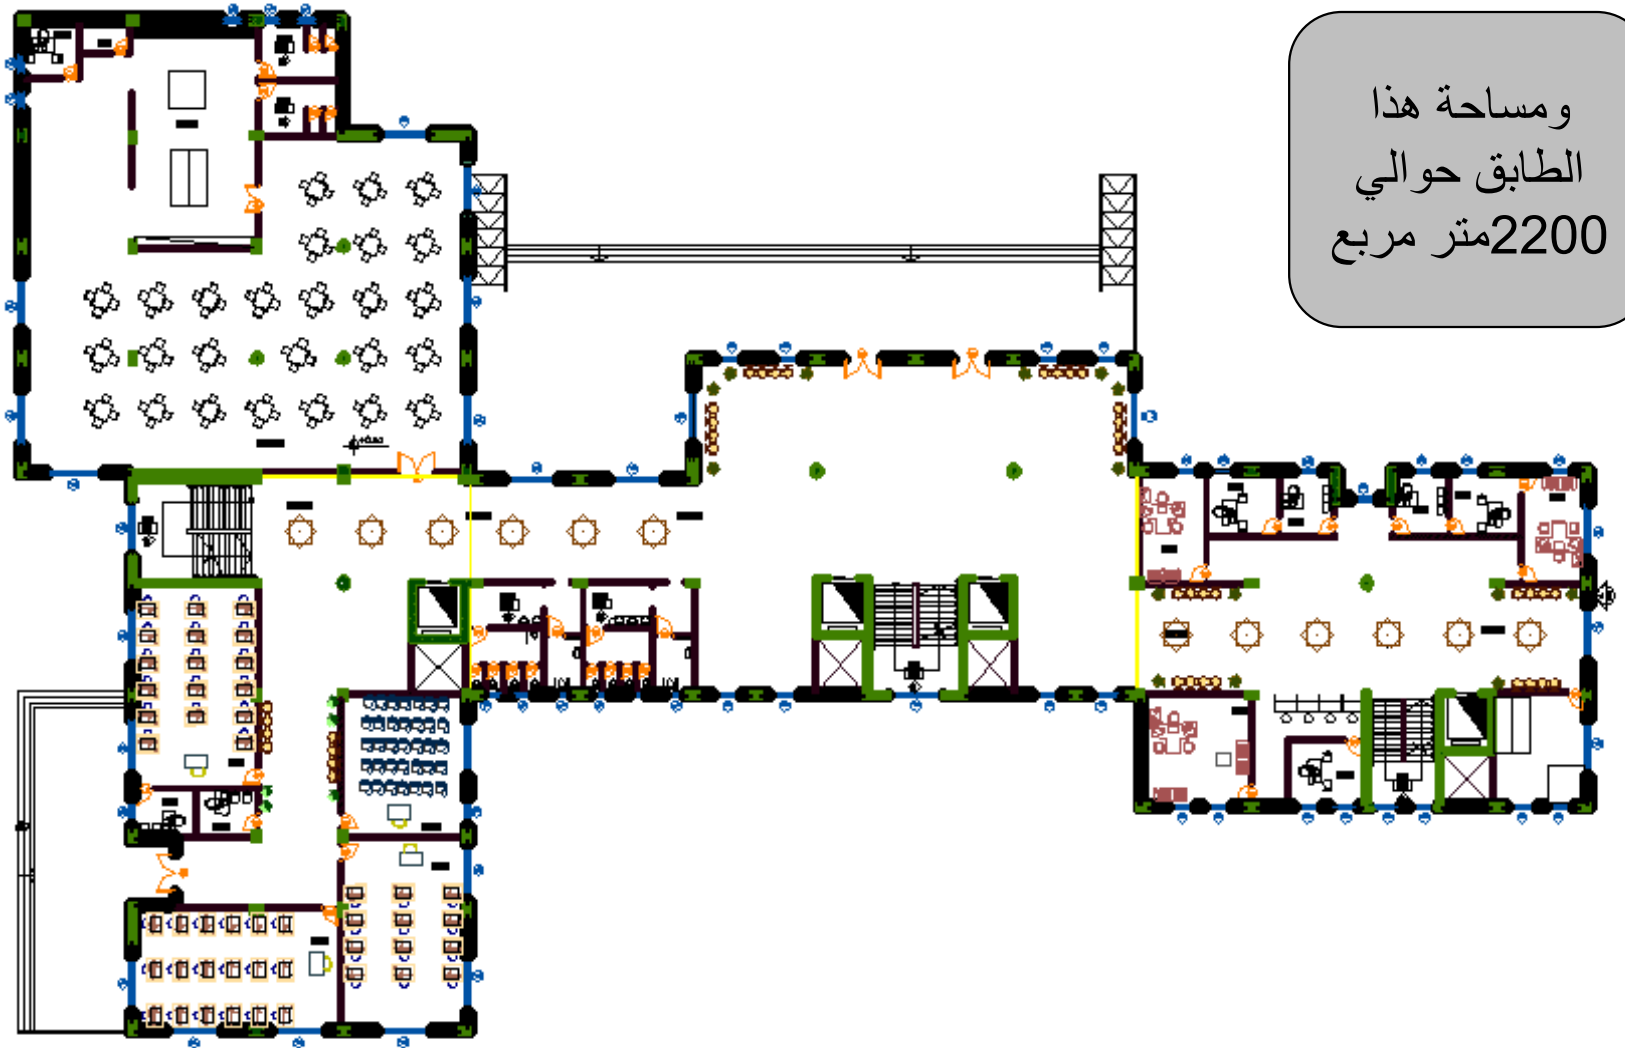 ومساحة هذا
الطابق حوالي
2200متر مربع